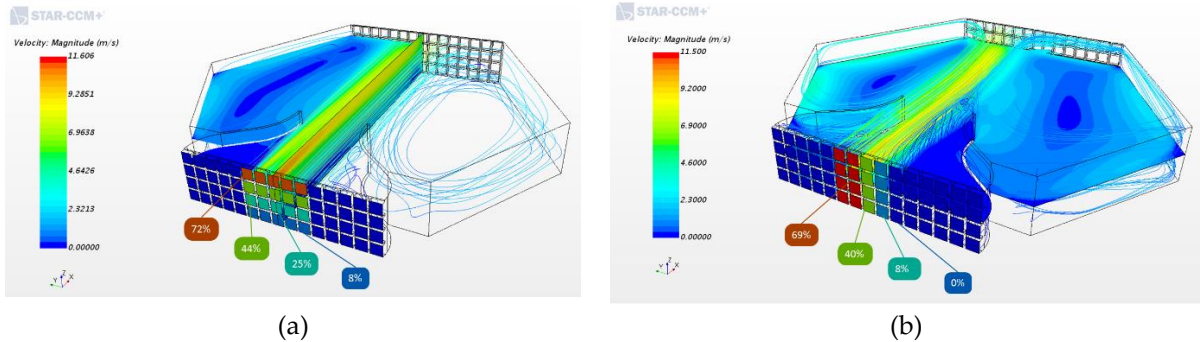 STAR-CCM+
Velocity: Magnitude (m/s)
11.606
9.2851
6.9638
4.6426
2.3213
0.00000
72%
44%
25%
8%
Z
Y
X
(a)
STAR-CCM+
Velocity: Magnitude (m/s)
11.500
9.2000
6.9000
4.6000
2.3000
0.00000
69%
40%
8%
0%
Z
Y
X
(b)